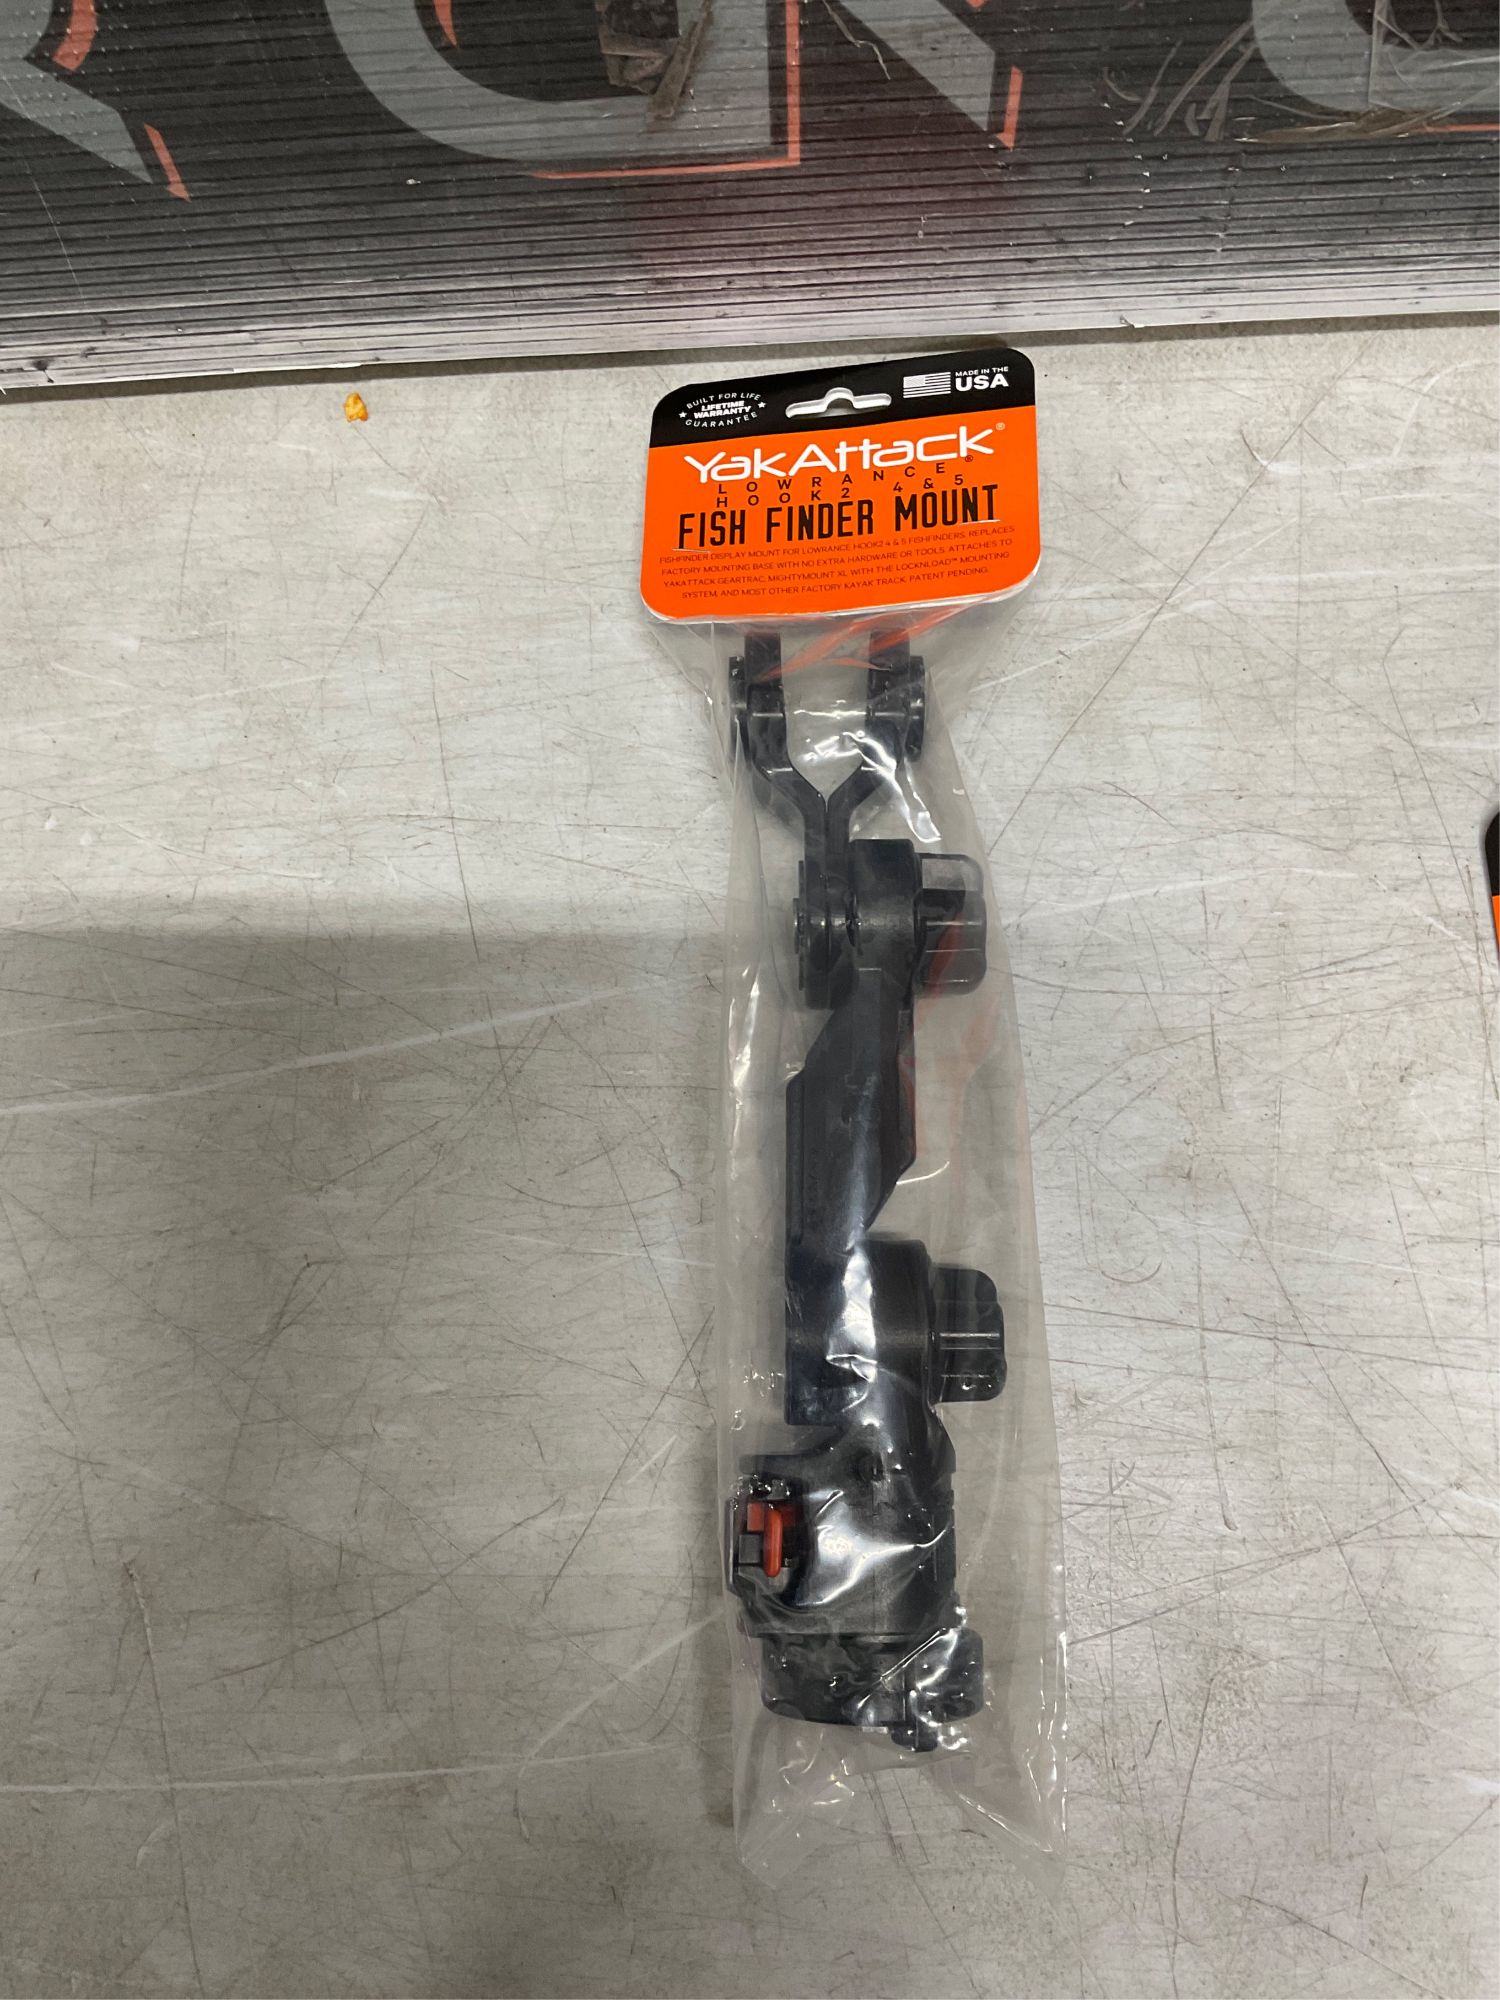 BUILT FOR LIFE
LIFETIME
WARRANTY
GUARANTEE
MADE IN THE
USA
YakAttack®
LOWRANCE®
HOOK2 4 & 5
FISH FINDER MOUNT
FISHFINDER DISPLAY MOUNT FOR LOWRANCE HOOK2 4 & 5 FISHFINDERS. REPLACES
FACTORY MOUNTING BASE WITH NO EXTRA HARDWARE OR TOOLS. ATTACHES TO
YAKATTACK GEARTRAC, MIGHTYMOUNT XL WITH THE LOCKNLOAD™ MOUNTING
SYSTEM, AND MOST OTHER FACTORY KAYAK TRACK. PATENT PENDING.